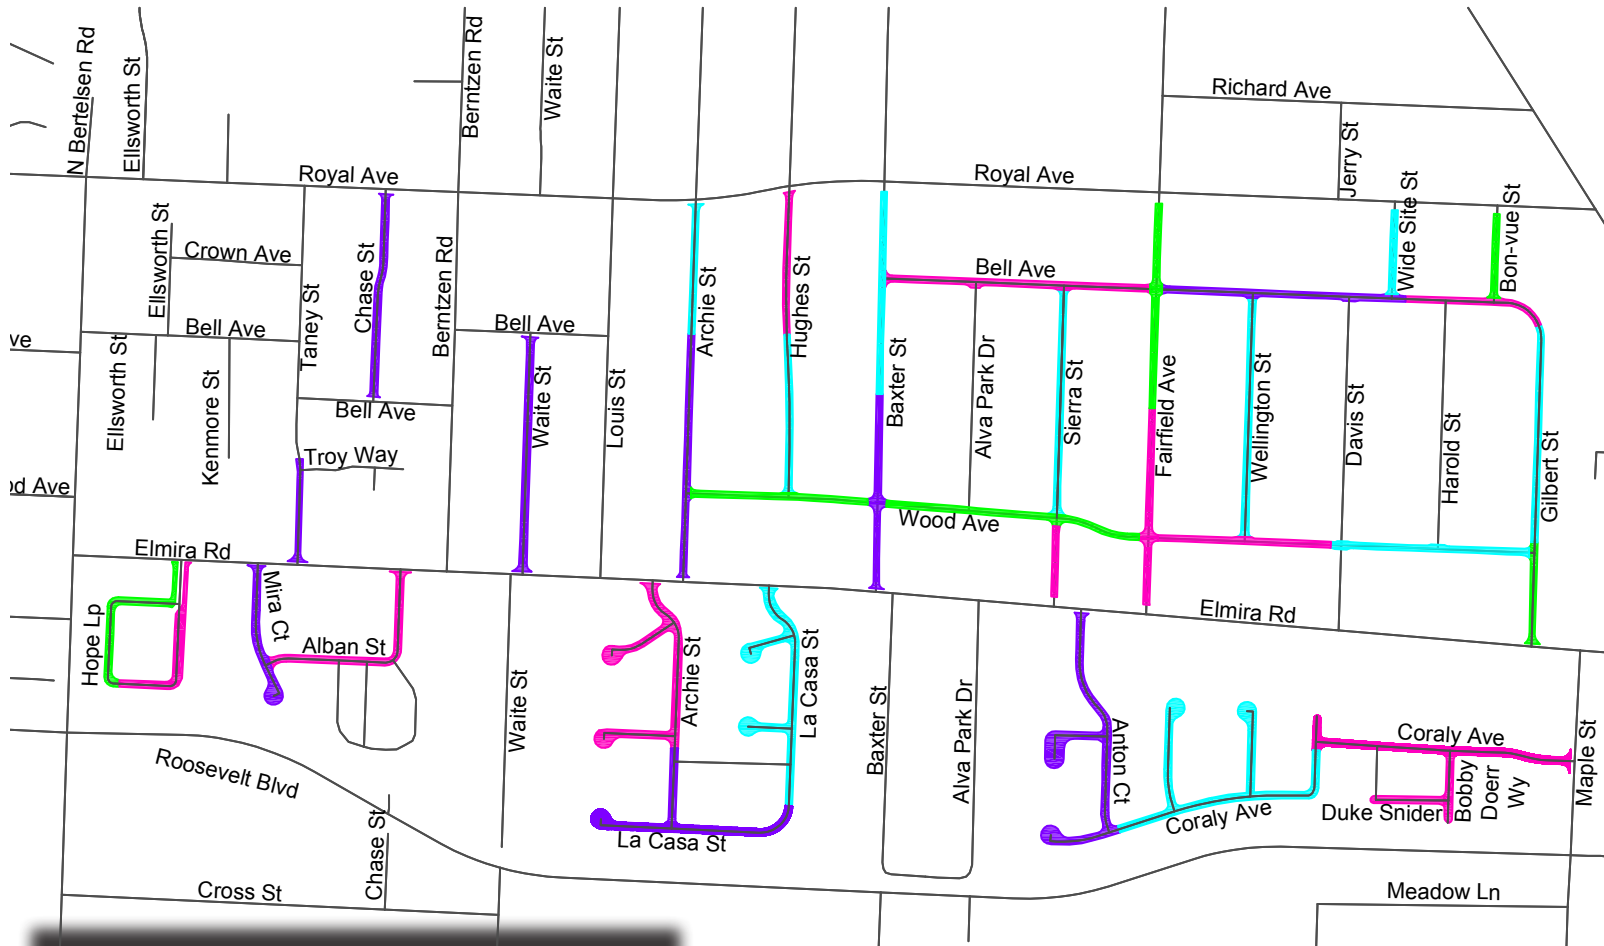 N Bertelsen Rd
Ellsworth St
Berntzen Rd
Waite St
Richard Ave
Jerry St
Royal Ave
Royal Ave
Wide Site St
Bon-vue St
Ellsworth St
Crown Ave
Chase St
Berntzen Rd
Archie St
Hughes St
Bell Ave
Taney St
Bell Ave
Bell Ave
ve
Ellsworth St
Kenmore St
Bell Ave
Waite St
Louis St
Baxter St
Alva Park Dr
Sierra St
Fairfield Ave
Wellington St
Davis St
Harold St
Gilbert St
Troy Way
od Ave
Wood Ave
Elmira Rd
Elmira Rd
Hope Lp
Mira Ct
Alban St
Waite St
Archie St
La Casa St
Baxter St
Alva Park Dr
Anton Ct
Coraly Ave
Maple St
Roosevelt Blvd
Coraly Ave
Duke Snider
Bobby
Doerr
Wy
La Casa St
Chase St
Cross St
Meadow Ln